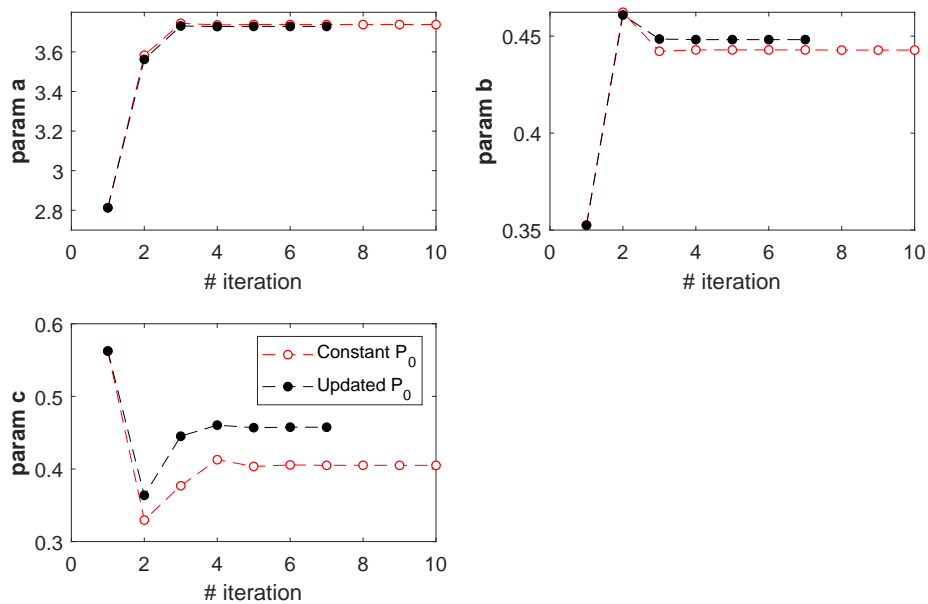 param a
3.6
3.4
3.2
3
2.8
0 2 4 6 8 10
# iteration
param b
0.45
0.4
0.35
0 2 4 6 8 10
# iteration
param c
0.6
0.5
0.4
0.3
0 2 4 6 8 10
# iteration
Constant P0
Updated P0